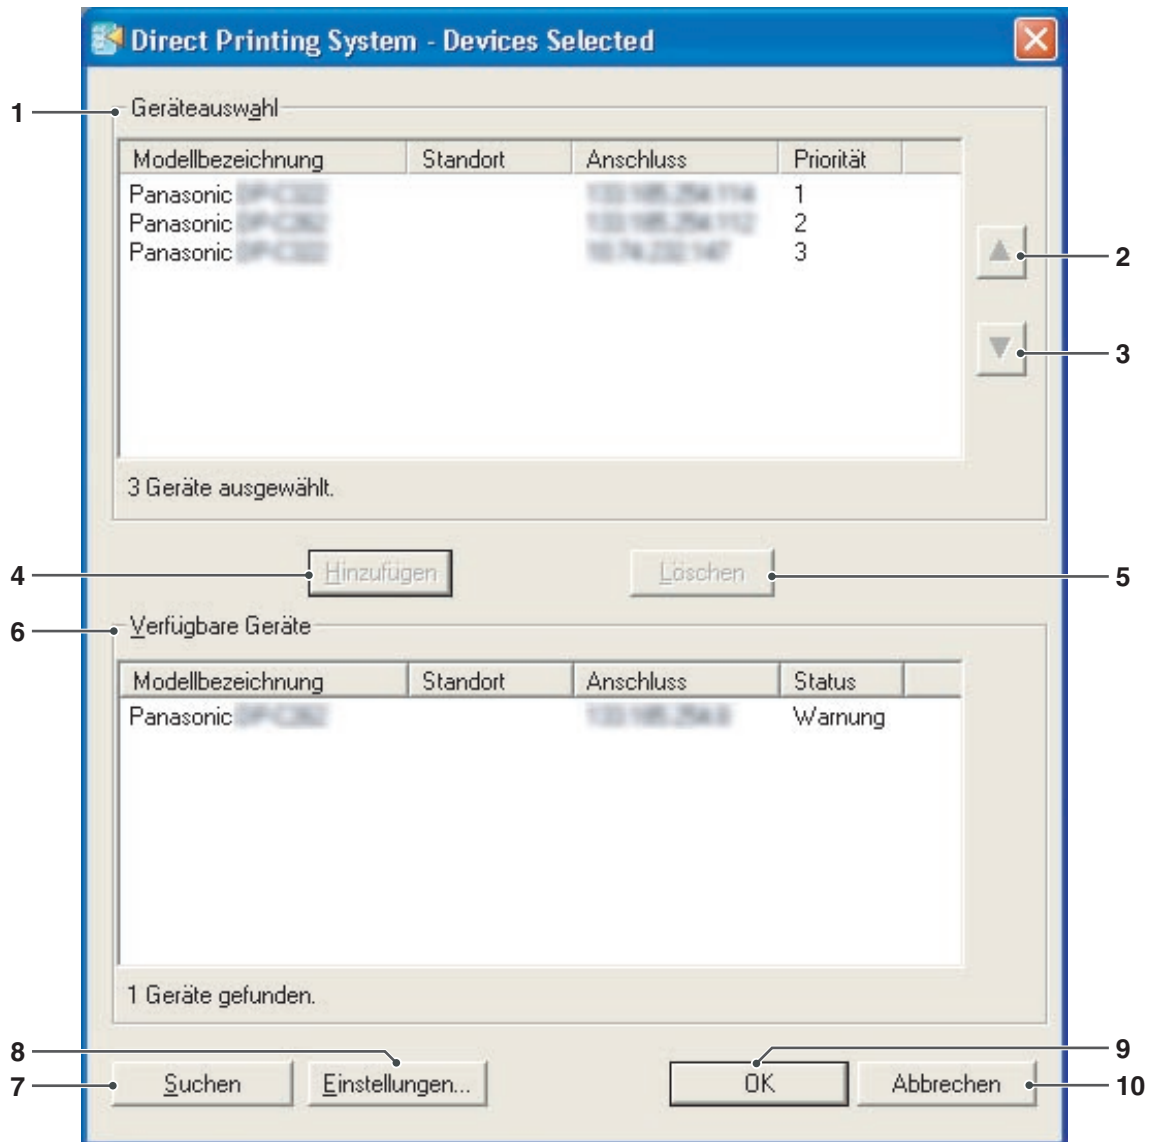 Direct Printing System - Devices Selected
1
Geräteauswahl
Modellbezeichnung Standort Anschluss Priorität
Panasonic 1
Panasonic 2
Panasonic 3
2
3
3 Geräte ausgewählt.
4
Hinzufügen
Löschen
5
6
Verfügbare Geräte
Modellbezeichnung Standort Anschluss Status
Panasonic Warnung
1 Geräte gefunden.
8
9
7
Suchen
Einstellungen...
OK
Abbrechen
10